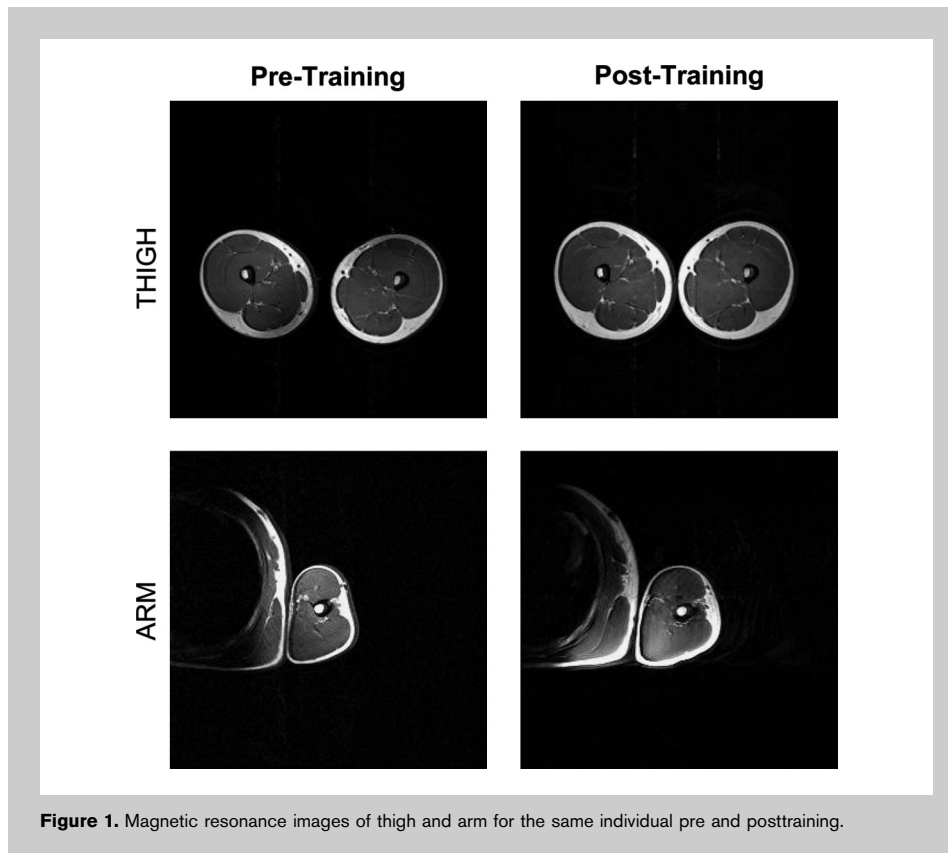 Pre-Training
Post-Training
THIGH
ARM
Figure 1. Magnetic resonance images of thigh and arm for the same individual pre and posttraining.